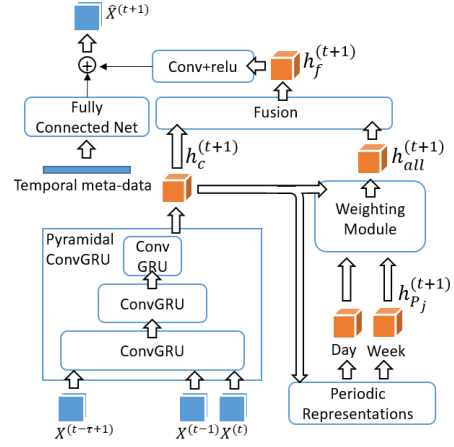 X̂^(t+1)
Conv+relu
h_f^(t+1)
Fully
Connected Net
Fusion
Temporal meta-data
h_c^(t+1)
h_all^(t+1)
Weighting
Module
Pyramidal
ConvGRU
Conv
GRU
ConvGRU
ConvGRU
h_{P_j}^(t+1)
Day Week
Periodic
Representations
X^(t-τ+1) X^(t-1) X^(t)